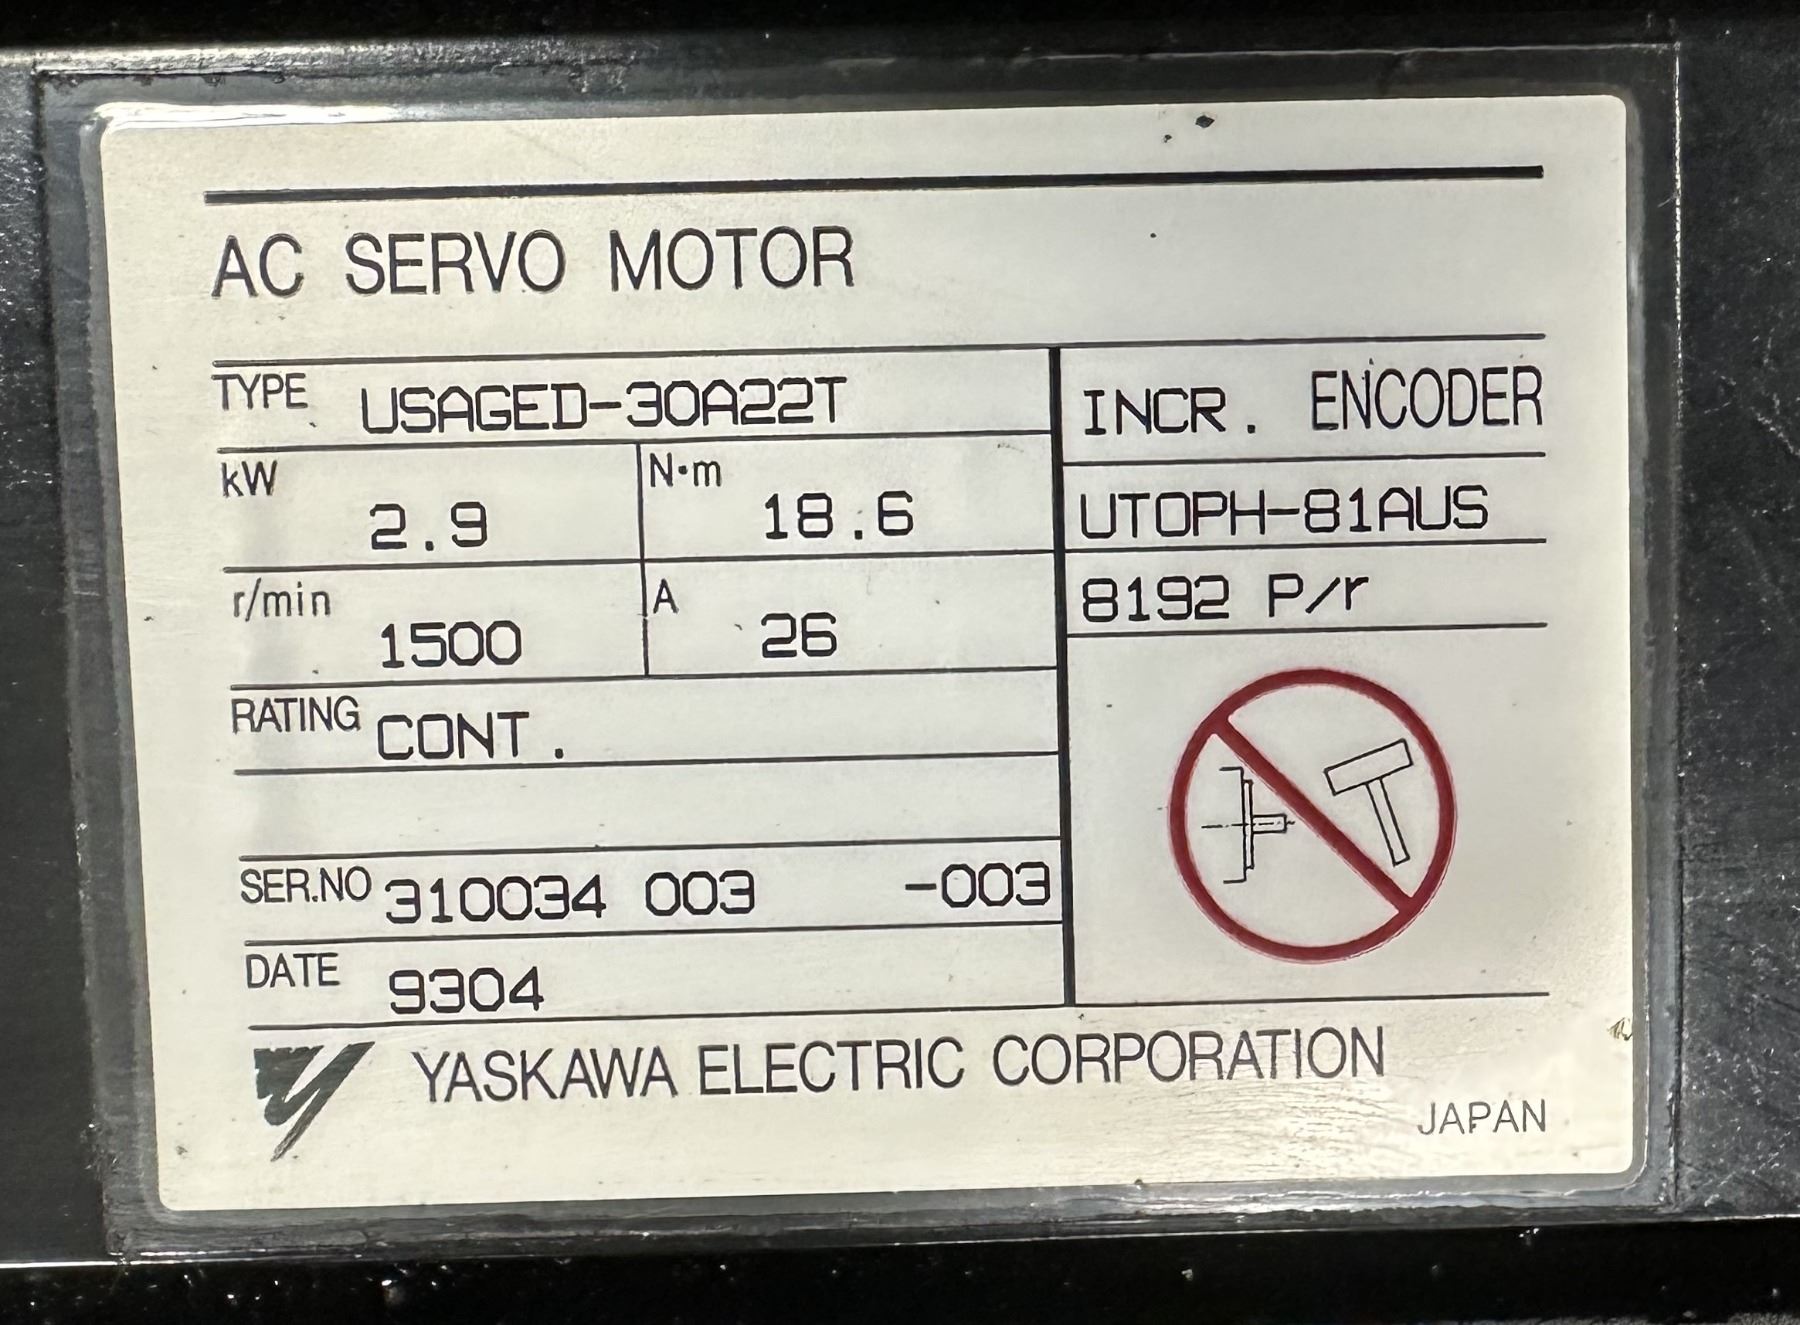 AC SERVO MOTOR
TYPE USAGED-30A22T
kW 2.9 N·m 18.6
r/min 1500 A 26
RATING CONT.
SER.NO 310034 003 -003
DATE 9304
INCR. ENCODER
UTOPH-81AUS
8192 P/r
YASKAWA ELECTRIC CORPORATION
JAPAN